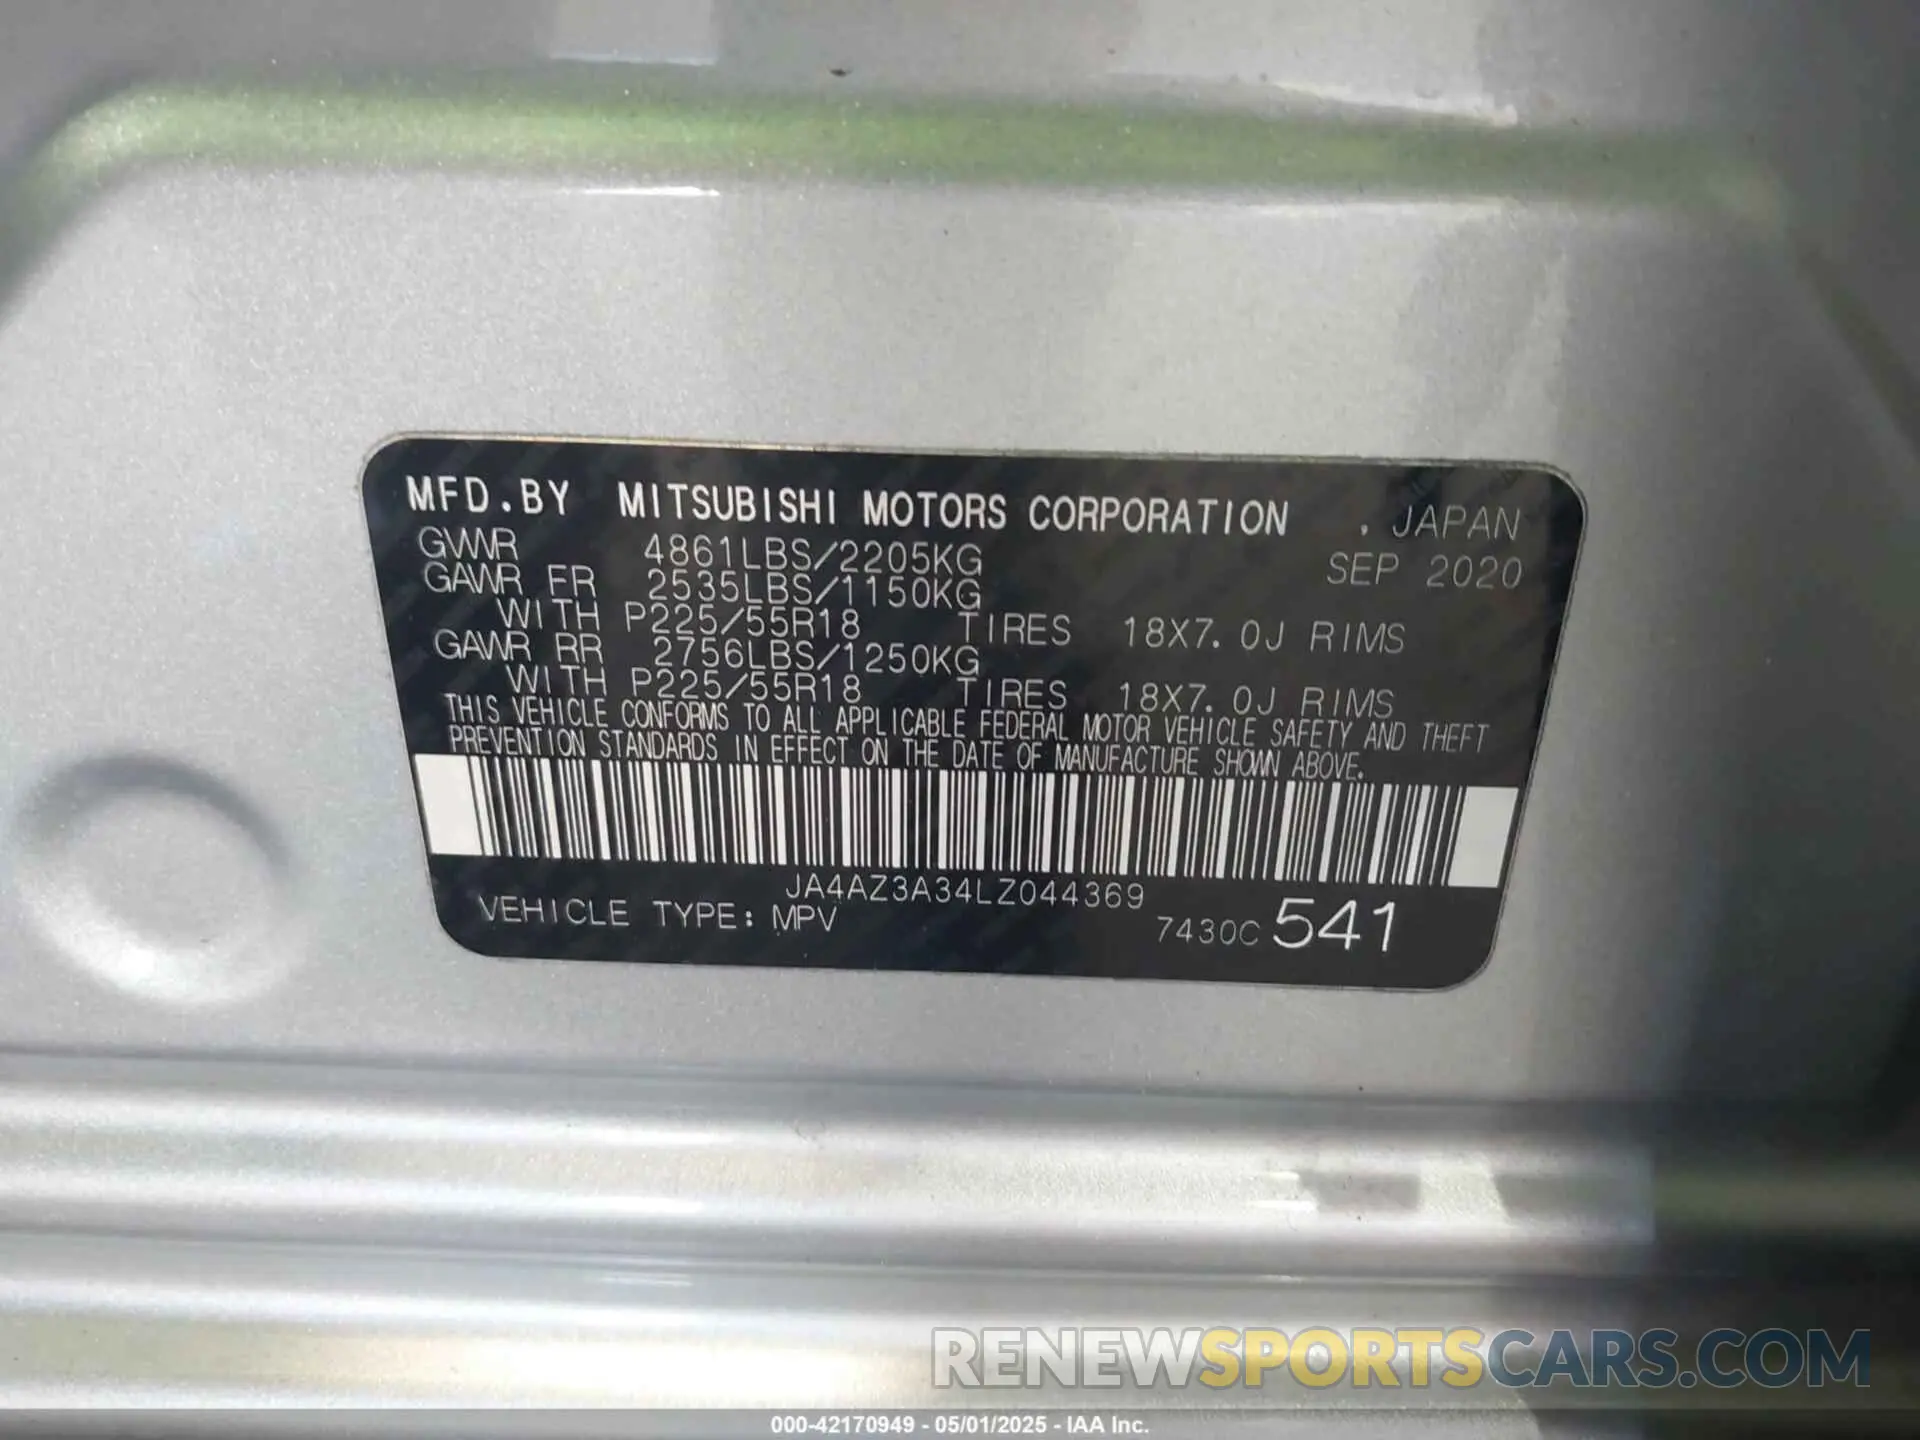 MFD.BY MITSUBISHI MOTORS CORPORATION , JAPAN
GVWR 4861LBS/2205KG SEP 2020
GAWR FR 2535LBS/1150KG
WITH P225/55R18 TIRES 18X7.0J RIMS
GAWR RR 2756LBS/1250KG
WITH P225/55R18 TIRES 18X7.0J RIMS
THIS VEHICLE CONFORMS TO ALL APPLICABLE FEDERAL MOTOR VEHICLE SAFETY AND THEFT
PREVENTION STANDARDS IN EFFECT ON THE DATE OF MANUFACTURE SHOWN ABOVE.
JA4AZ3A34LZ044369
VEHICLE TYPE: MPV 7430C 541
RENEWSPORTSCARS.COM
000-42170949 - 05/01/2025 - IAA Inc.